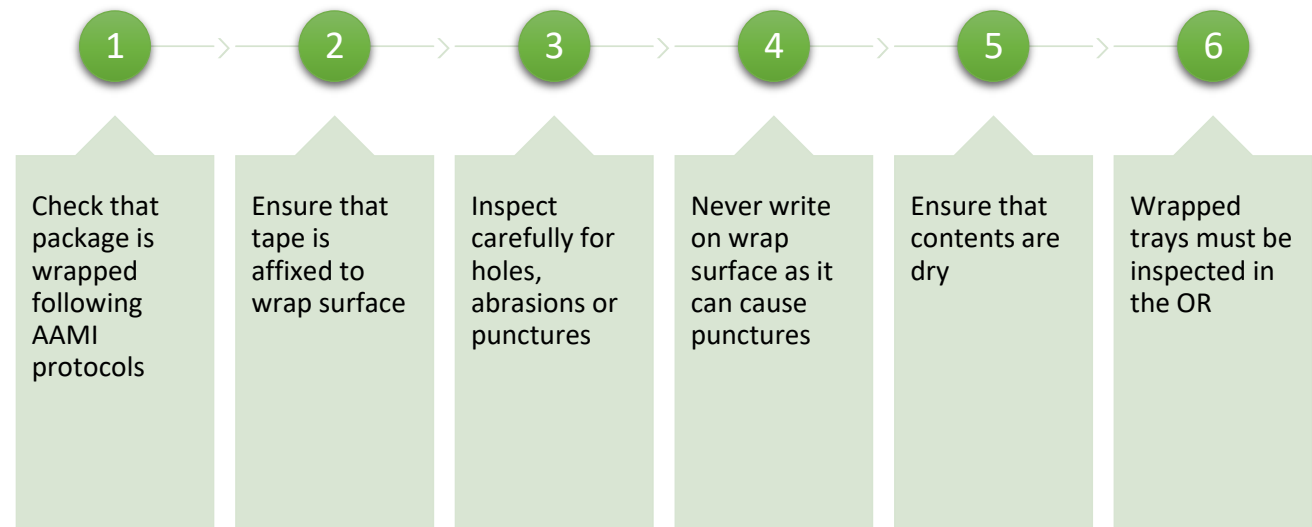 1
2
3
4
5
6
Check that
package is
wrapped
following
AAMI
protocols
Ensure that
tape is
affixed to
wrap surface
Inspect
carefully for
holes,
abrasions or
punctures
Never write
on wrap
surface as it
can cause
punctures
Ensure that
contents are
dry
Wrapped
trays must be
inspected in
the OR